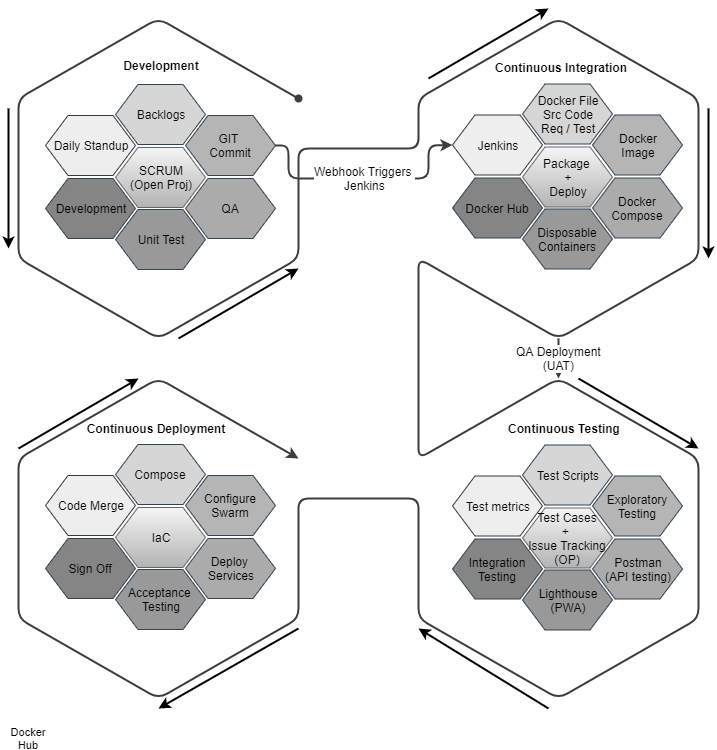 Development
Backlogs
Daily Standup
GIT
Commit
SCRUM
(Open Proj)
Development
QA
Unit Test
Webhook Triggers
Jenkins
Continuous Integration
Docker File
Src Code
Req / Test
Jenkins
Docker
Image
Package
+
Deploy
Docker Hub
Docker
Compose
Disposable
Containers
QA Deployment
(UAT)
Continuous Deployment
Compose
Code Merge
Configure
Swarm
IaC
Sign Off
Deploy
Services
Acceptance
Testing
Continuous Testing
Test Scripts
Test metrics
Exploratory
Testing
Test Cases
+
Issue Tracking
(OP)
Integration
Testing
Postman
(API testing)
Lighthouse
(PWA)
Docker
Hub